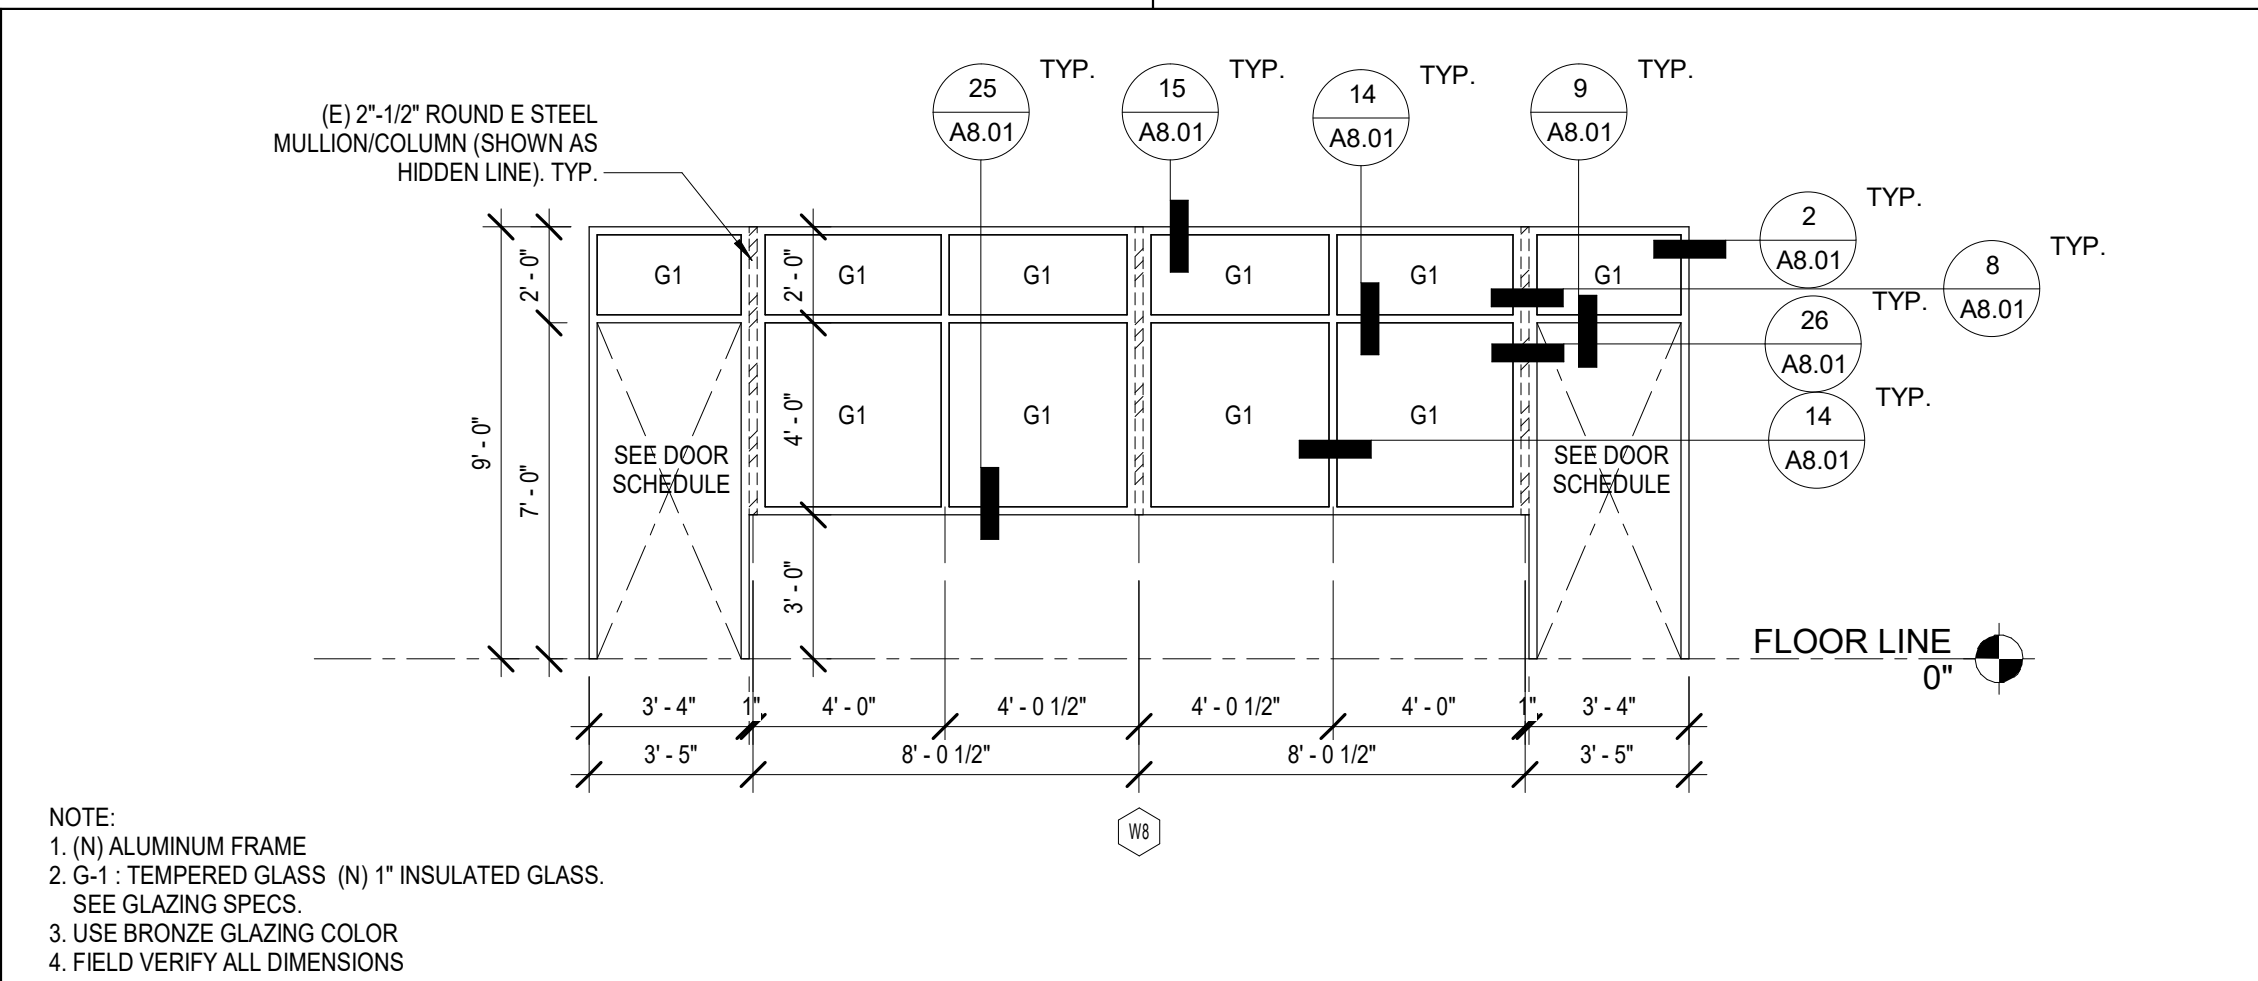 25
A8.01
TYP.
15
A8.01
TYP.
14
A8.01
TYP.
9
A8.01
TYP.
(E) 2"-1/2" ROUND E STEEL
MULLION/COLUMN (SHOWN AS
HIDDEN LINE). TYP.
2
A8.01
TYP.
8
A8.01
TYP.
26
A8.01
TYP.
14
A8.01
TYP.
9' - 0"
2' - 0"
7' - 0"
2' - 0"
4' - 0"
3' - 0"
G1
G1
G1
G1
G1
G1
G1
G1
G1
G1
SEE DOOR
SCHEDULE
SEE DOOR
SCHEDULE
FLOOR LINE
0"
3' - 4"
1"
4' - 0"
4' - 0 1/2"
4' - 0 1/2"
4' - 0"
1"
3' - 4"
3' - 5"
8' - 0 1/2"
8' - 0 1/2"
3' - 5"
W8
NOTE:
1. (N) ALUMINUM FRAME
2. G-1 : TEMPERED GLASS (N) 1" INSULATED GLASS.
SEE GLAZING SPECS.
3. USE BRONZE GLAZING COLOR
4. FIELD VERIFY ALL DIMENSIONS